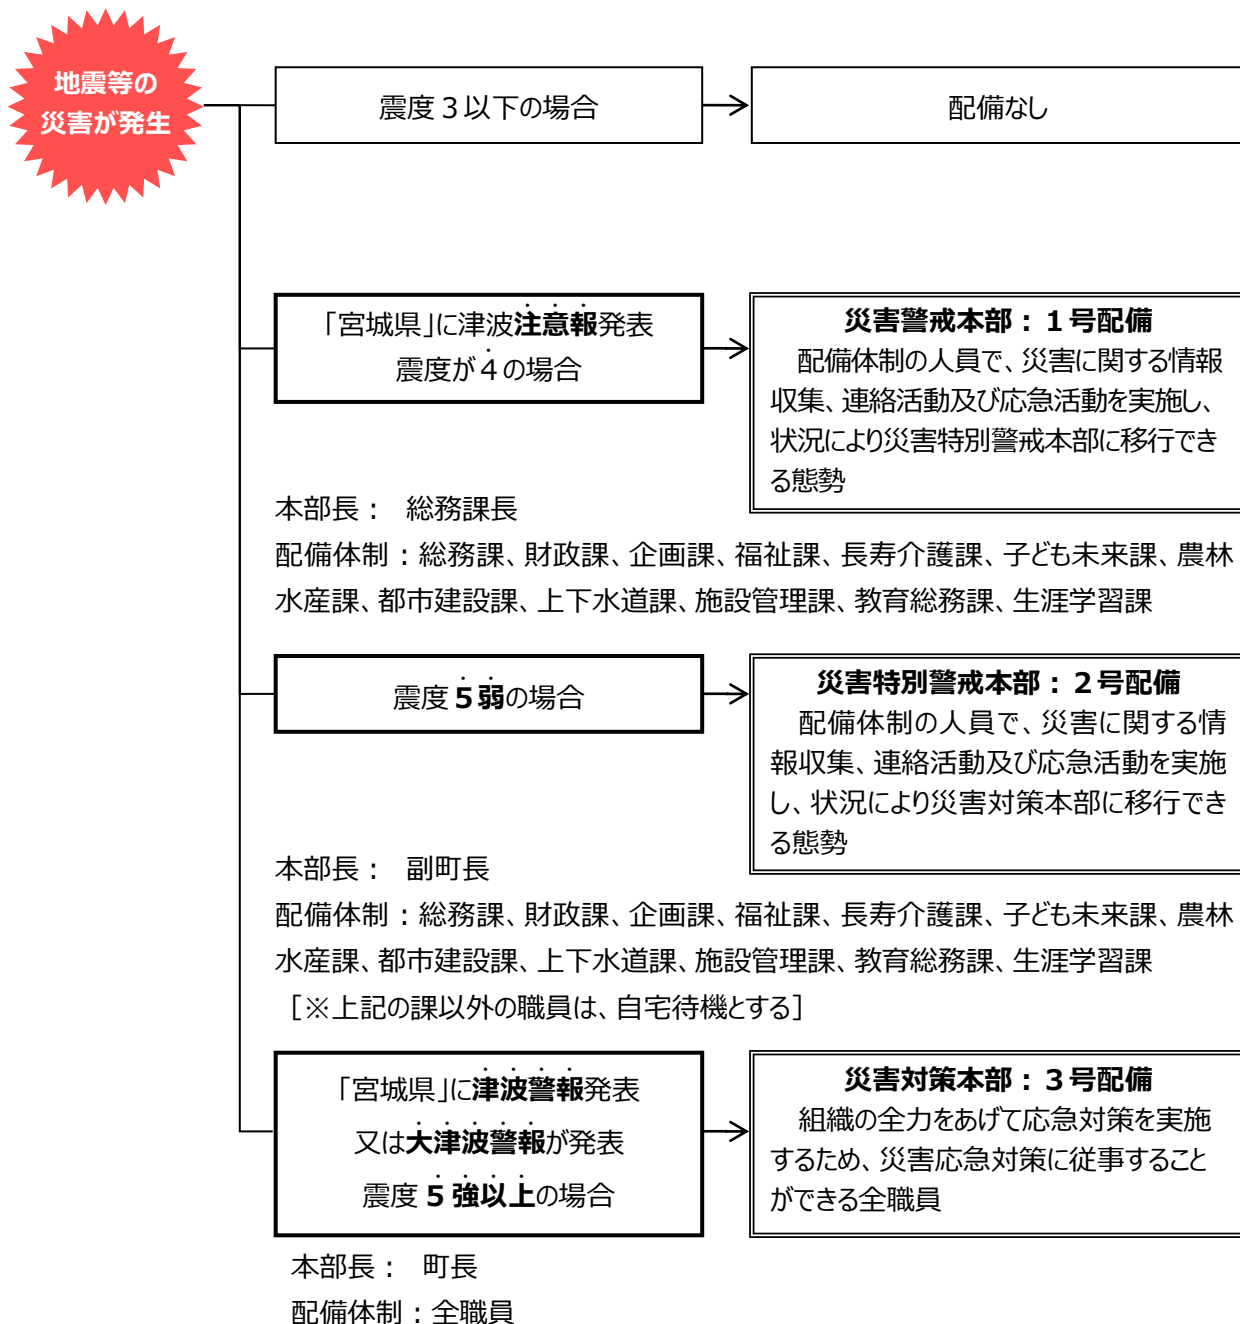 地震等の
災害が発生
震度３以下の場合
配備なし
「宮城県」に津波注意報発表
震度が４の場合
災害警戒本部：１号配備
配備体制の人員で、災害に関する情報
収集、連絡活動及び応急活動を実施し、
状況により災害特別警戒本部に移行でき
る態勢
本部長：　総務課長
配備体制：総務課、財政課、企画課、福祉課、長寿介護課、子ども未来課、農林
水産課、都市建設課、上下水道課、施設管理課、教育総務課、生涯学習課
震度５弱の場合
災害特別警戒本部：２号配備
配備体制の人員で、災害に関する情
報収集、連絡活動及び応急活動を実施
し、状況により災害対策本部に移行でき
る態勢
本部長：　副町長
配備体制：総務課、財政課、企画課、福祉課、長寿介護課、子ども未来課、農林
水産課、都市建設課、上下水道課、施設管理課、教育総務課、生涯学習課
［※上記の課以外の職員は、自宅待機とする］
「宮城県」に津波警報発表
又は大津波警報が発表
震度５強以上の場合
災害対策本部：３号配備
組織の全力をあげて応急対策を実施
するため、災害応急対策に従事すること
ができる全職員
本部長：　町長
配備体制：全職員